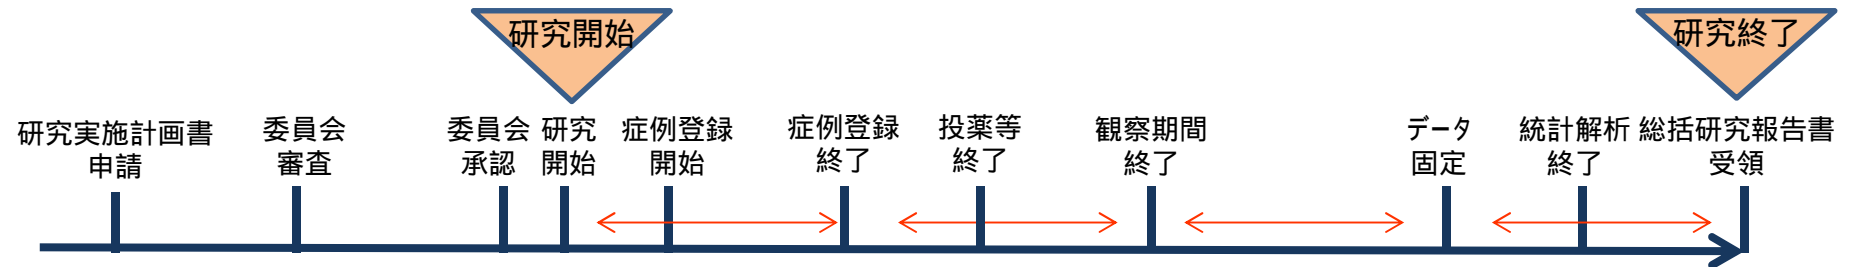 研究開始
研究終了
研究実施計画書
申請
委員会
審査
委員会
承認
研究
開始
症例登録
開始
症例登録
終了
投薬等
終了
観察期間
終了
データ
固定
統計解析
終了
総括研究報告書
受領